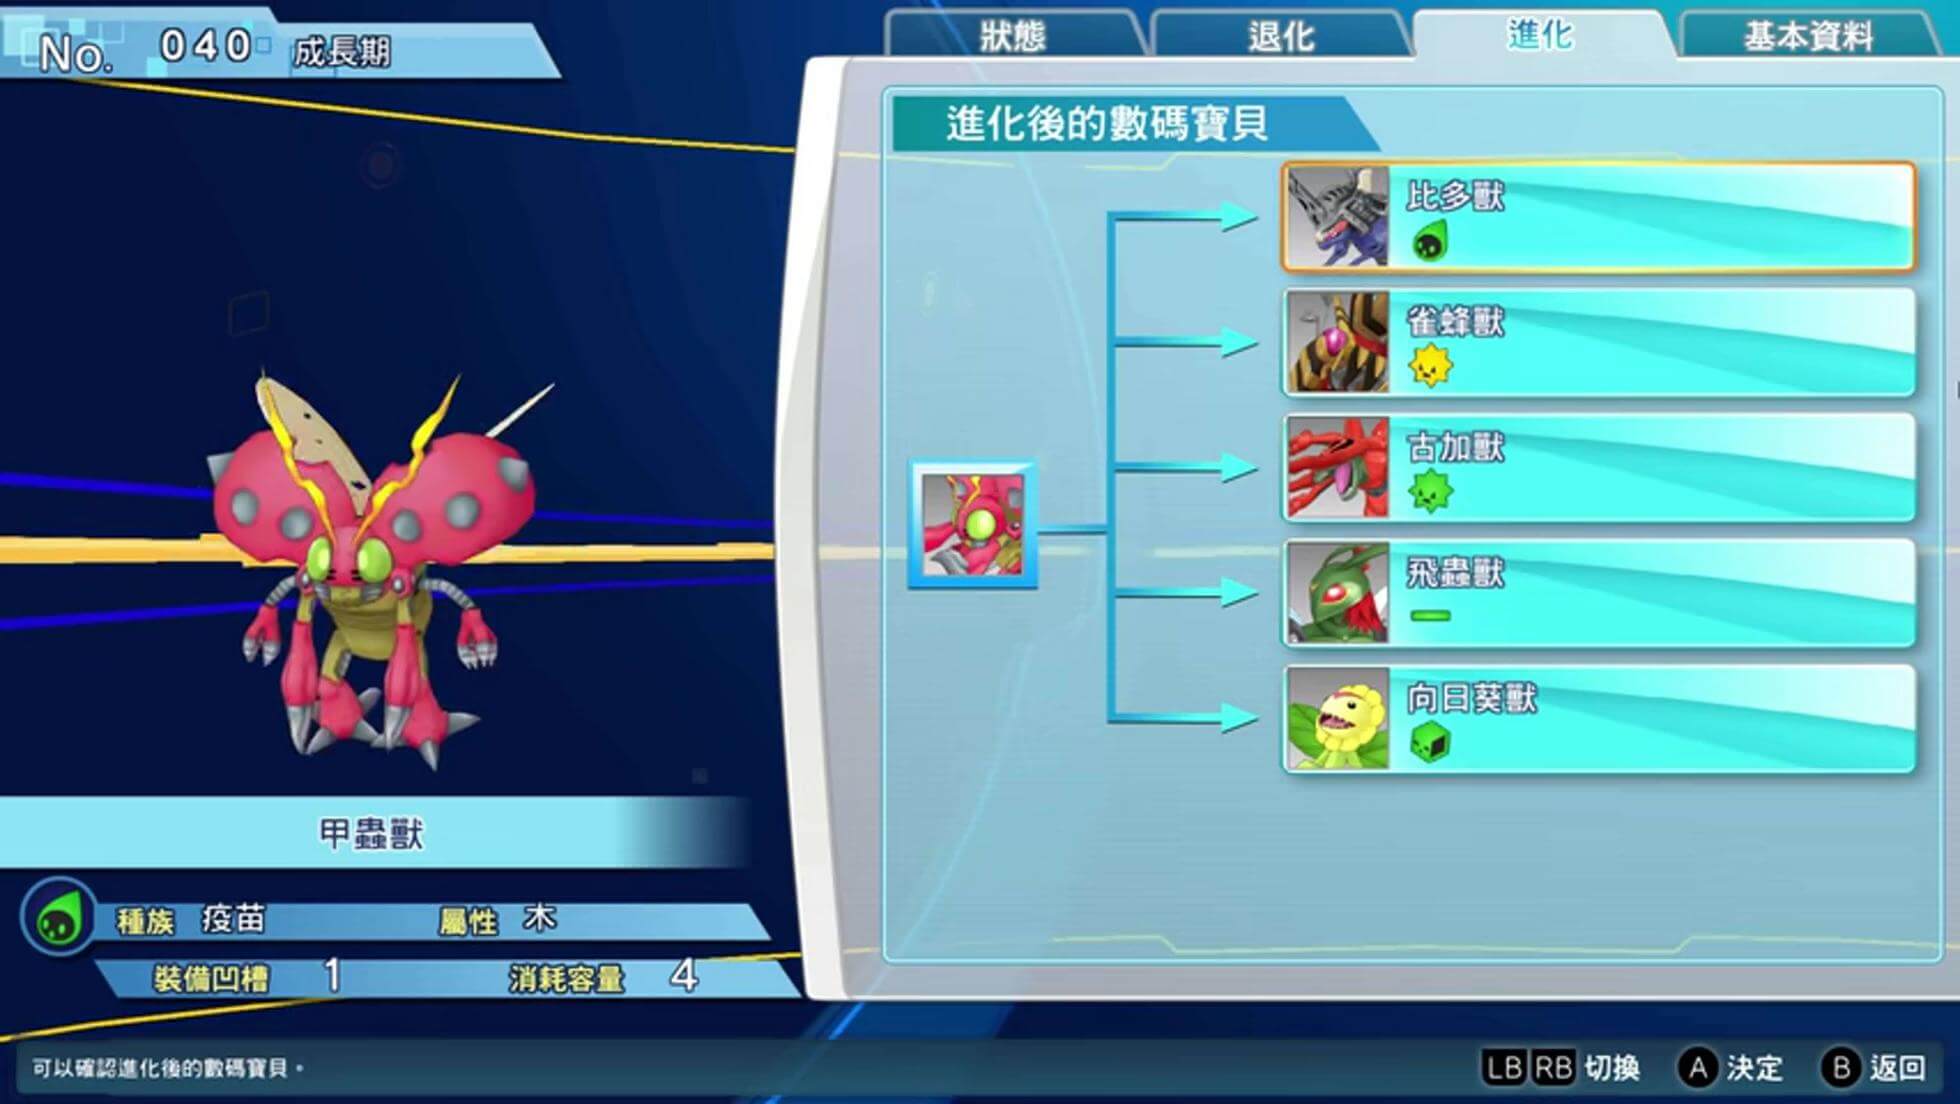 No. 040 成長期
狀態 退化 進化 基本資料
進化後的數碼寶貝
比多獸
雀蜂獸
古加獸
飛蟲獸
向日葵獸
甲蟲獸
種族 疫苗 屬性 木
裝備凹槽 1 消耗容量 4
可以確認進化後的數碼寶貝。
LB RB 切換 A 決定 B 返回